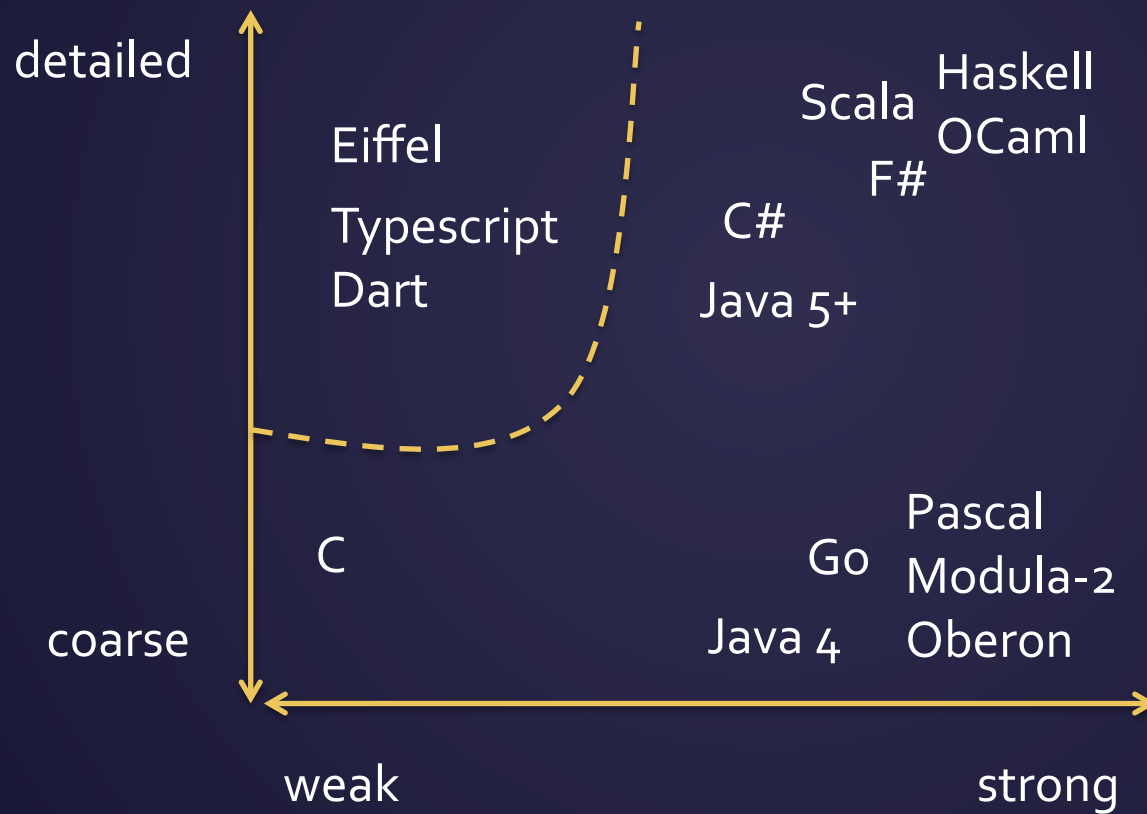 detailed
Haskell
Scala
OCaml
Eiffel
F#
Typescript
C#
Dart
Java 5+
Pascal
C
Go
Modula-2
coarse
Java 4
Oberon
weak
strong